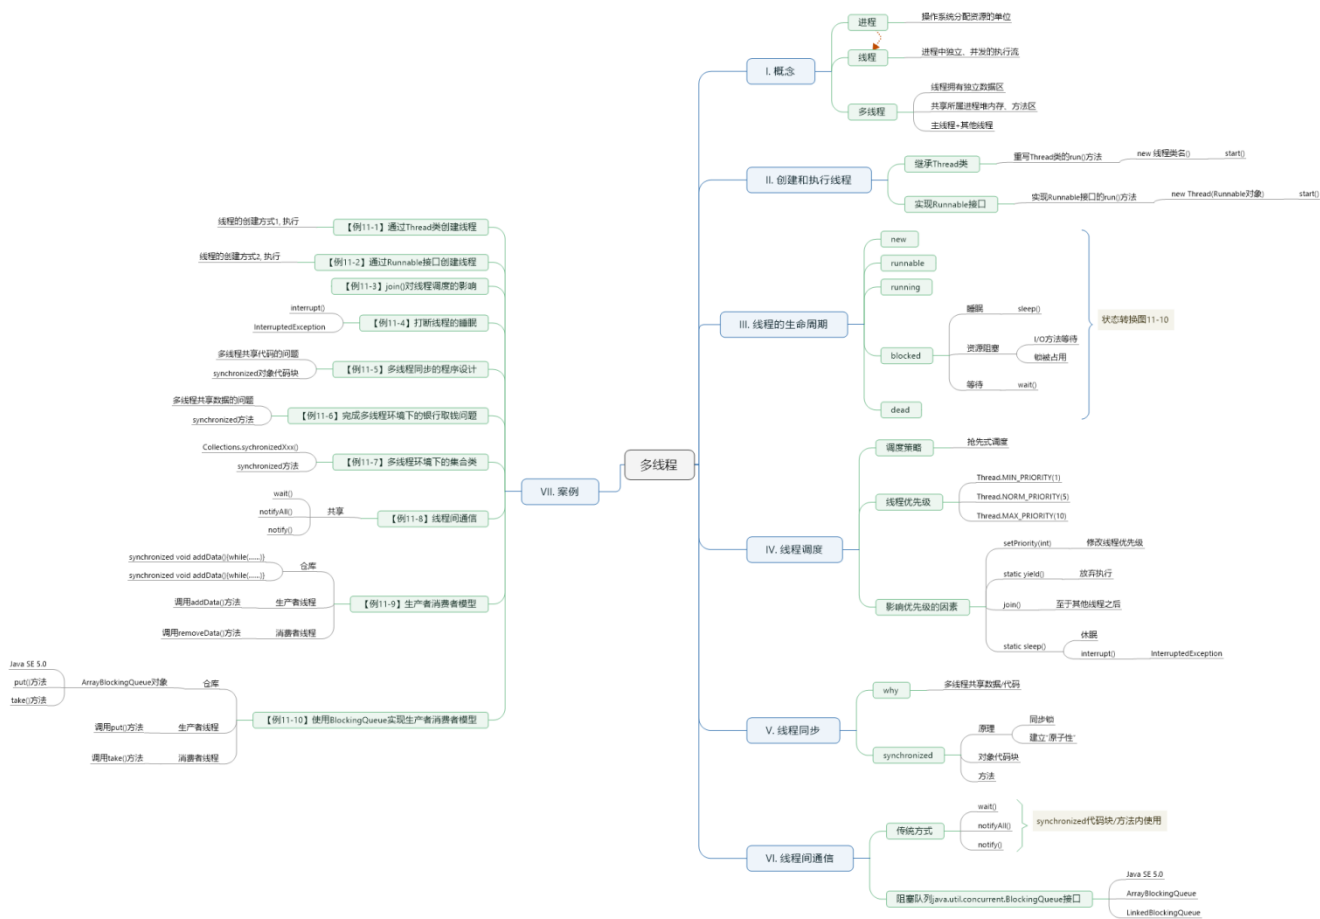 多线程
I. 概念
进程
操作系统分配资源的单位
线程
进程中独立、并发的执行流
多线程
线程拥有独立数据区
共享所属进程堆内存、方法区
主线程+其他线程
II. 创建和执行线程
继承Thread类
重写Thread类的run()方法
new 线程类名()
start()
实现Runnable接口
实现Runnable接口的run()方法
new Thread(Runnable对象)
start()
III. 线程的生命周期
new
runnable
running
blocked
睡眠
sleep()
资源阻塞
I/O方法等待
锁被占用
等待
wait()
dead
状态转换图11-10
IV. 线程调度
调度策略
抢先式调度
线程优先级
Thread.MIN_PRIORITY(1)
Thread.NORM_PRIORITY(5)
Thread.MAX_PRIORITY(10)
影响优先级的因素
setPriority(int)
修改线程优先级
static yield()
放弃执行
join()
至于其他线程之后
static sleep()
休眠
interrupt()
InterruptedException
V. 线程同步
why
多线程共享数据/代码
synchronized
原理
同步锁
建立"原子性"
对象代码块
方法
VI. 线程间通信
传统方式
wait()
notifyAll()
notify()
synchronized代码块/方法内使用
阻塞队列java.util.concurrent.BlockingQueue接口
Java SE 5.0
ArrayBlockingQueue
LinkedBlockingQueue
VII. 案例
【例11-1】通过Thread类创建线程
线程的创建方式1, 执行
【例11-2】通过Runnable接口创建线程
线程的创建方式2, 执行
【例11-3】join()对线程调度的影响
【例11-4】打断线程的睡眠
interrupt()
InterruptedException
【例11-5】多线程同步的程序设计
多线程共享代码的问题
synchronized对象代码块
【例11-6】完成多线程环境下的银行取钱问题
多线程共享数据的问题
synchronized方法
【例11-7】多线程环境下的集合类
Collections.sychronizedXxx()
synchronized方法
【例11-8】线程间通信
共享
wait()
notifyAll()
notify()
【例11-9】生产者消费者模型
仓库
synchronized void addData(){while(......)}
synchronized void addData(){while(......)}
生产者线程
调用addData()方法
消费者线程
调用removeData()方法
【例11-10】使用BlockingQueue实现生产者消费者模型
仓库
ArrayBlockingQueue对象
Java SE 5.0
put()方法
take()方法
生产者线程
调用put()方法
消费者线程
调用take()方法